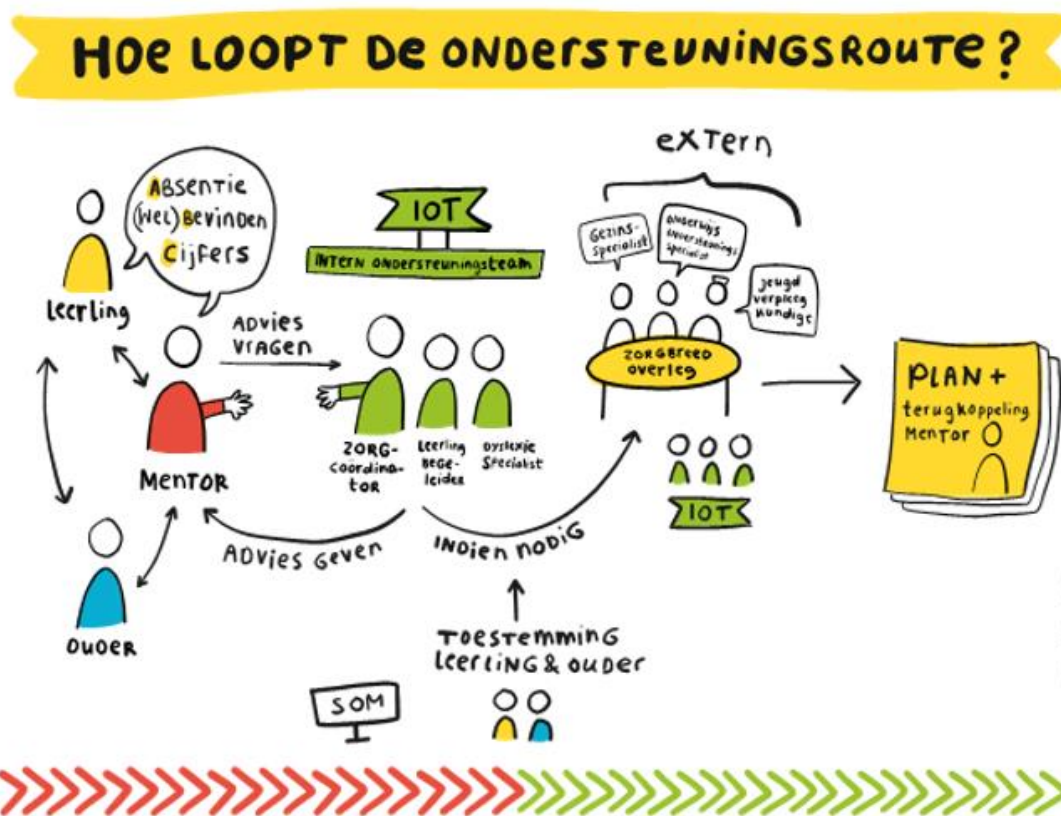 HOE LOOPT DE ONDERSTEUNINGSROUTE?
ABSENTIE
(WEL)BEVINDEN
CIJFERS
LEERLING
IOT
INTERN ONDERSTEUNINGSTEAM
EXTERN
GEZINS-
SPECIALIST
ONDERWIJS
ONDERSTEUNINGS
SPECIALIST
JEUGD
VERPLEEG
KUNDIGE
ADVIES
VRAGEN
MENTOR
ZORG-
COÖRDINA-
TOR
LEERLING
BEGE-
LEIDER
DYSLEXIE
SPECIALIST
ZORGBREED
OVERLEG
IOT
PLAN +
TERUGKOPPELING
MENTOR
ADVIES GEVEN
INDIEN NODIG
OUDER
TOESTEMMING
LEERLING & OUDER
SOM